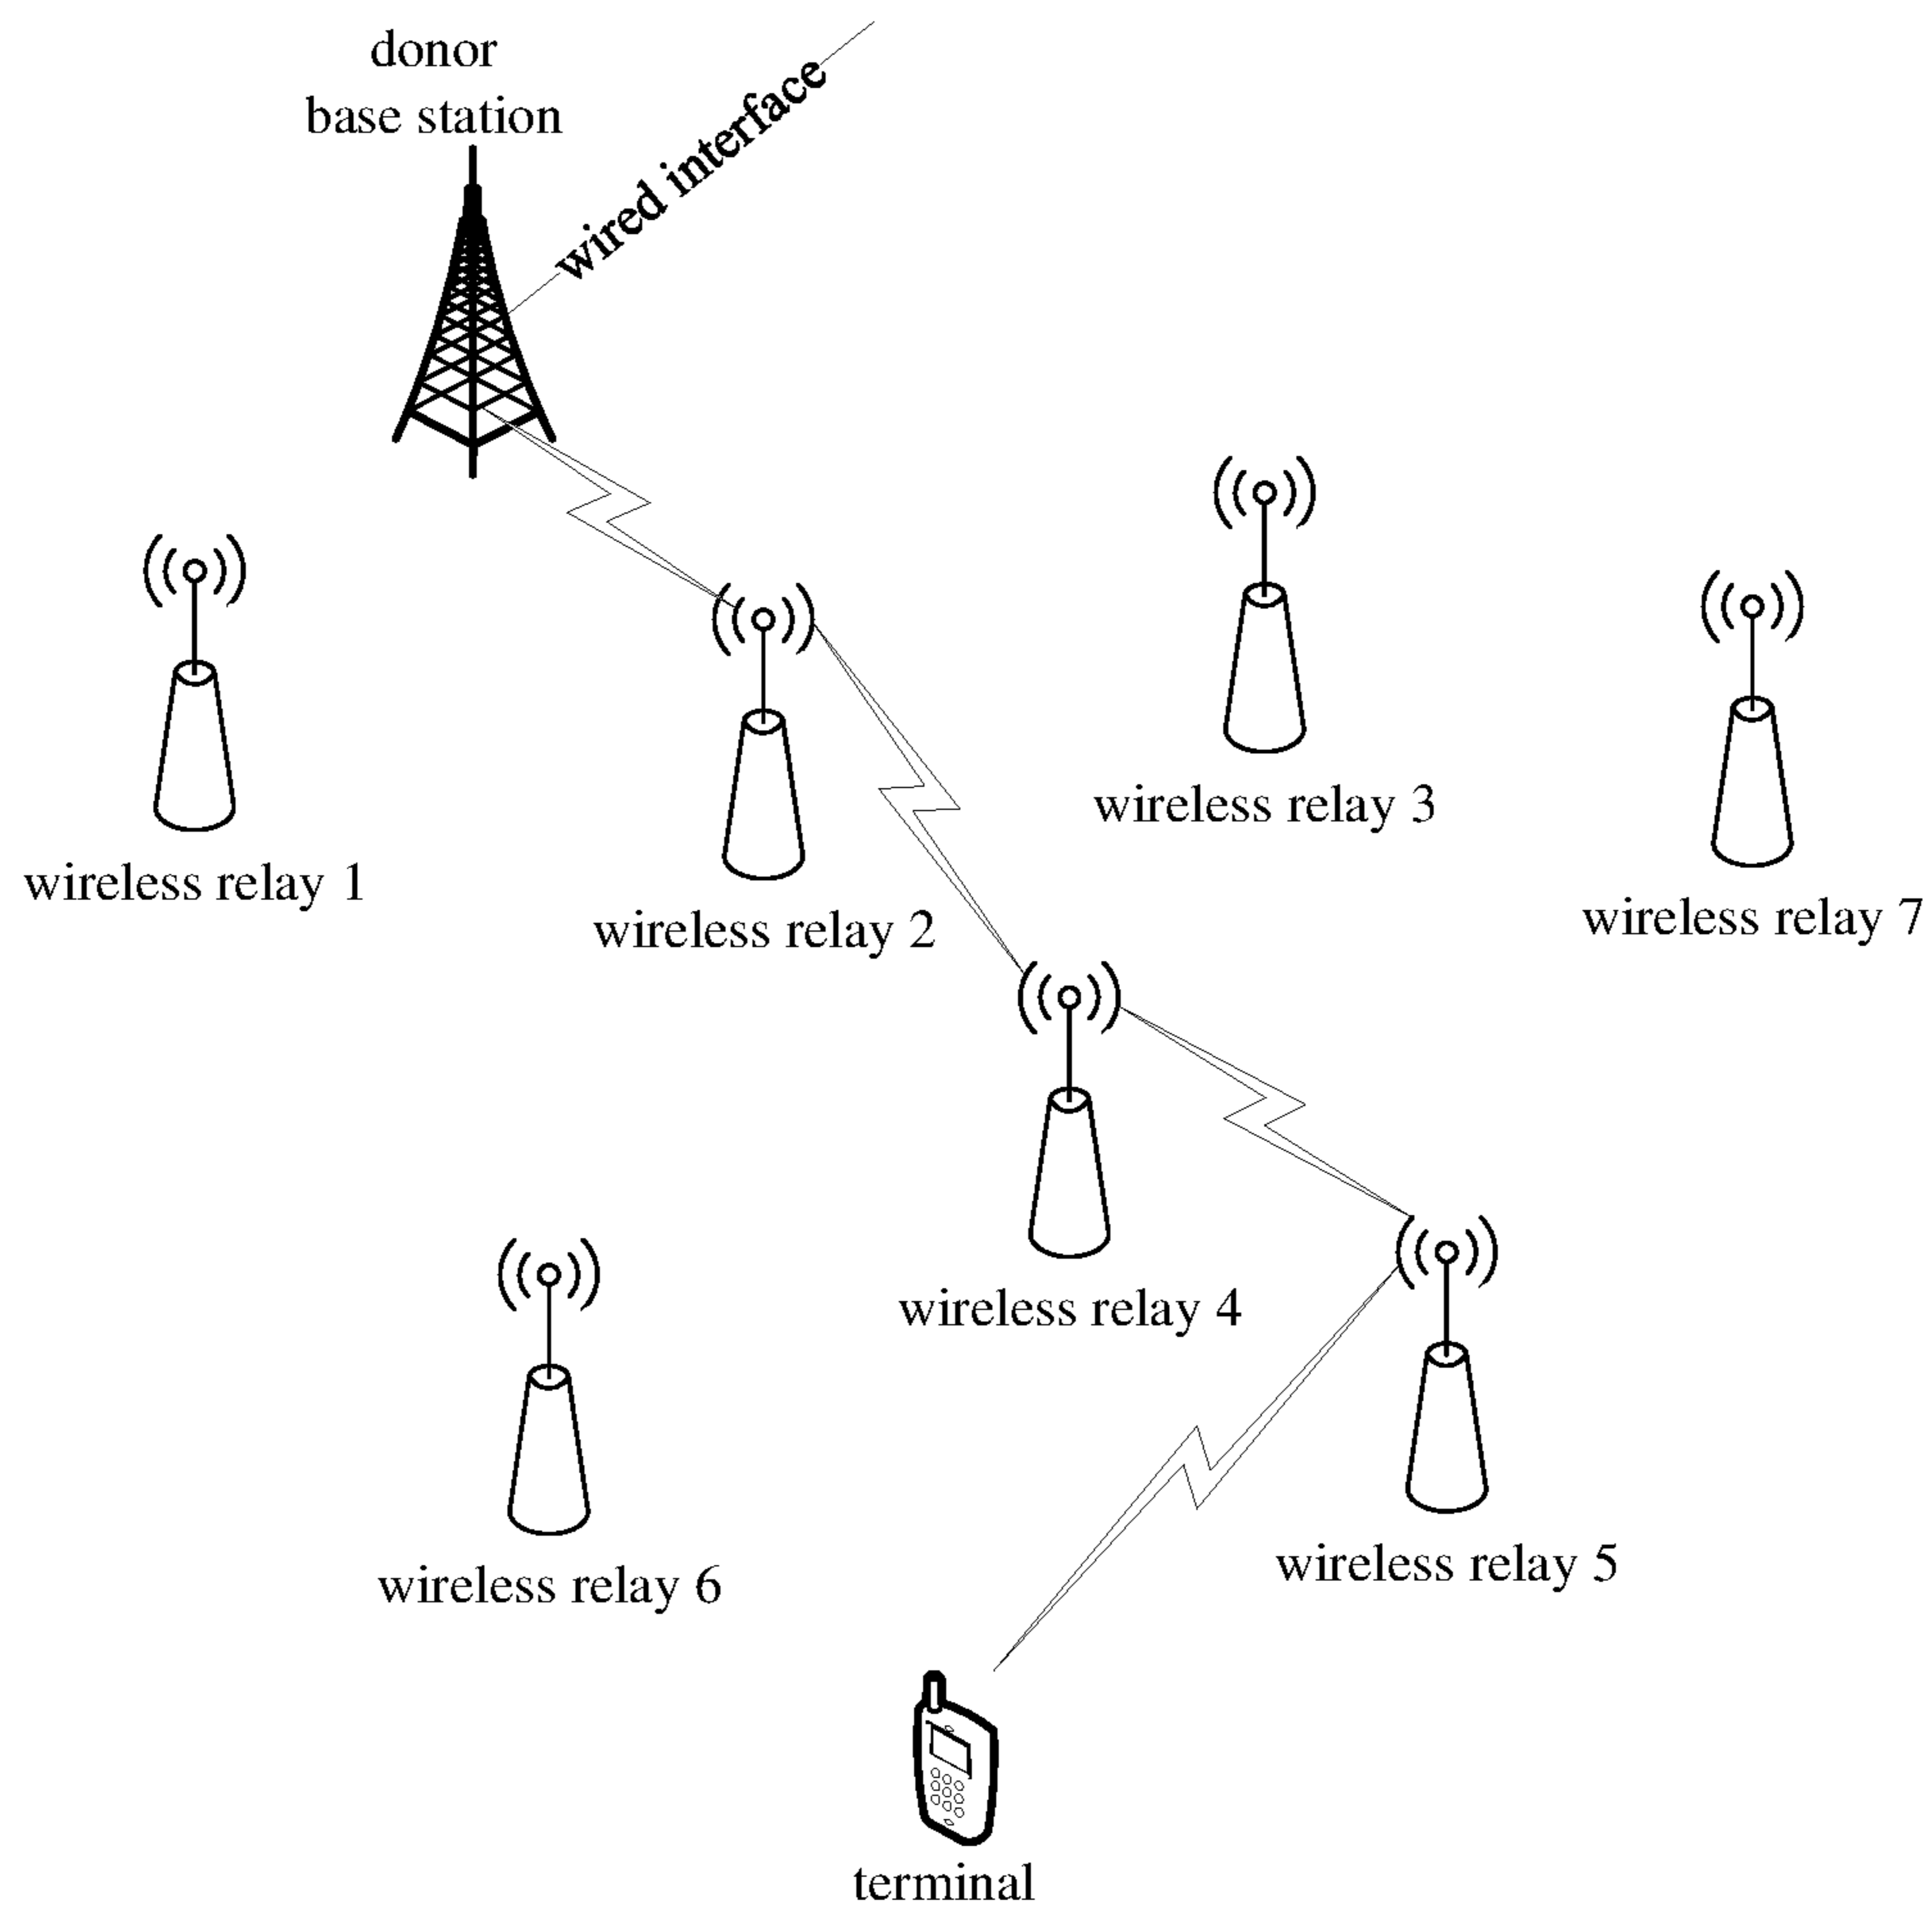 donor
base station
wired interface
wireless relay 3
wireless relay 1
wireless relay 2
wireless relay 7
wireless relay 4
wireless relay 6
wireless relay 5
terminal